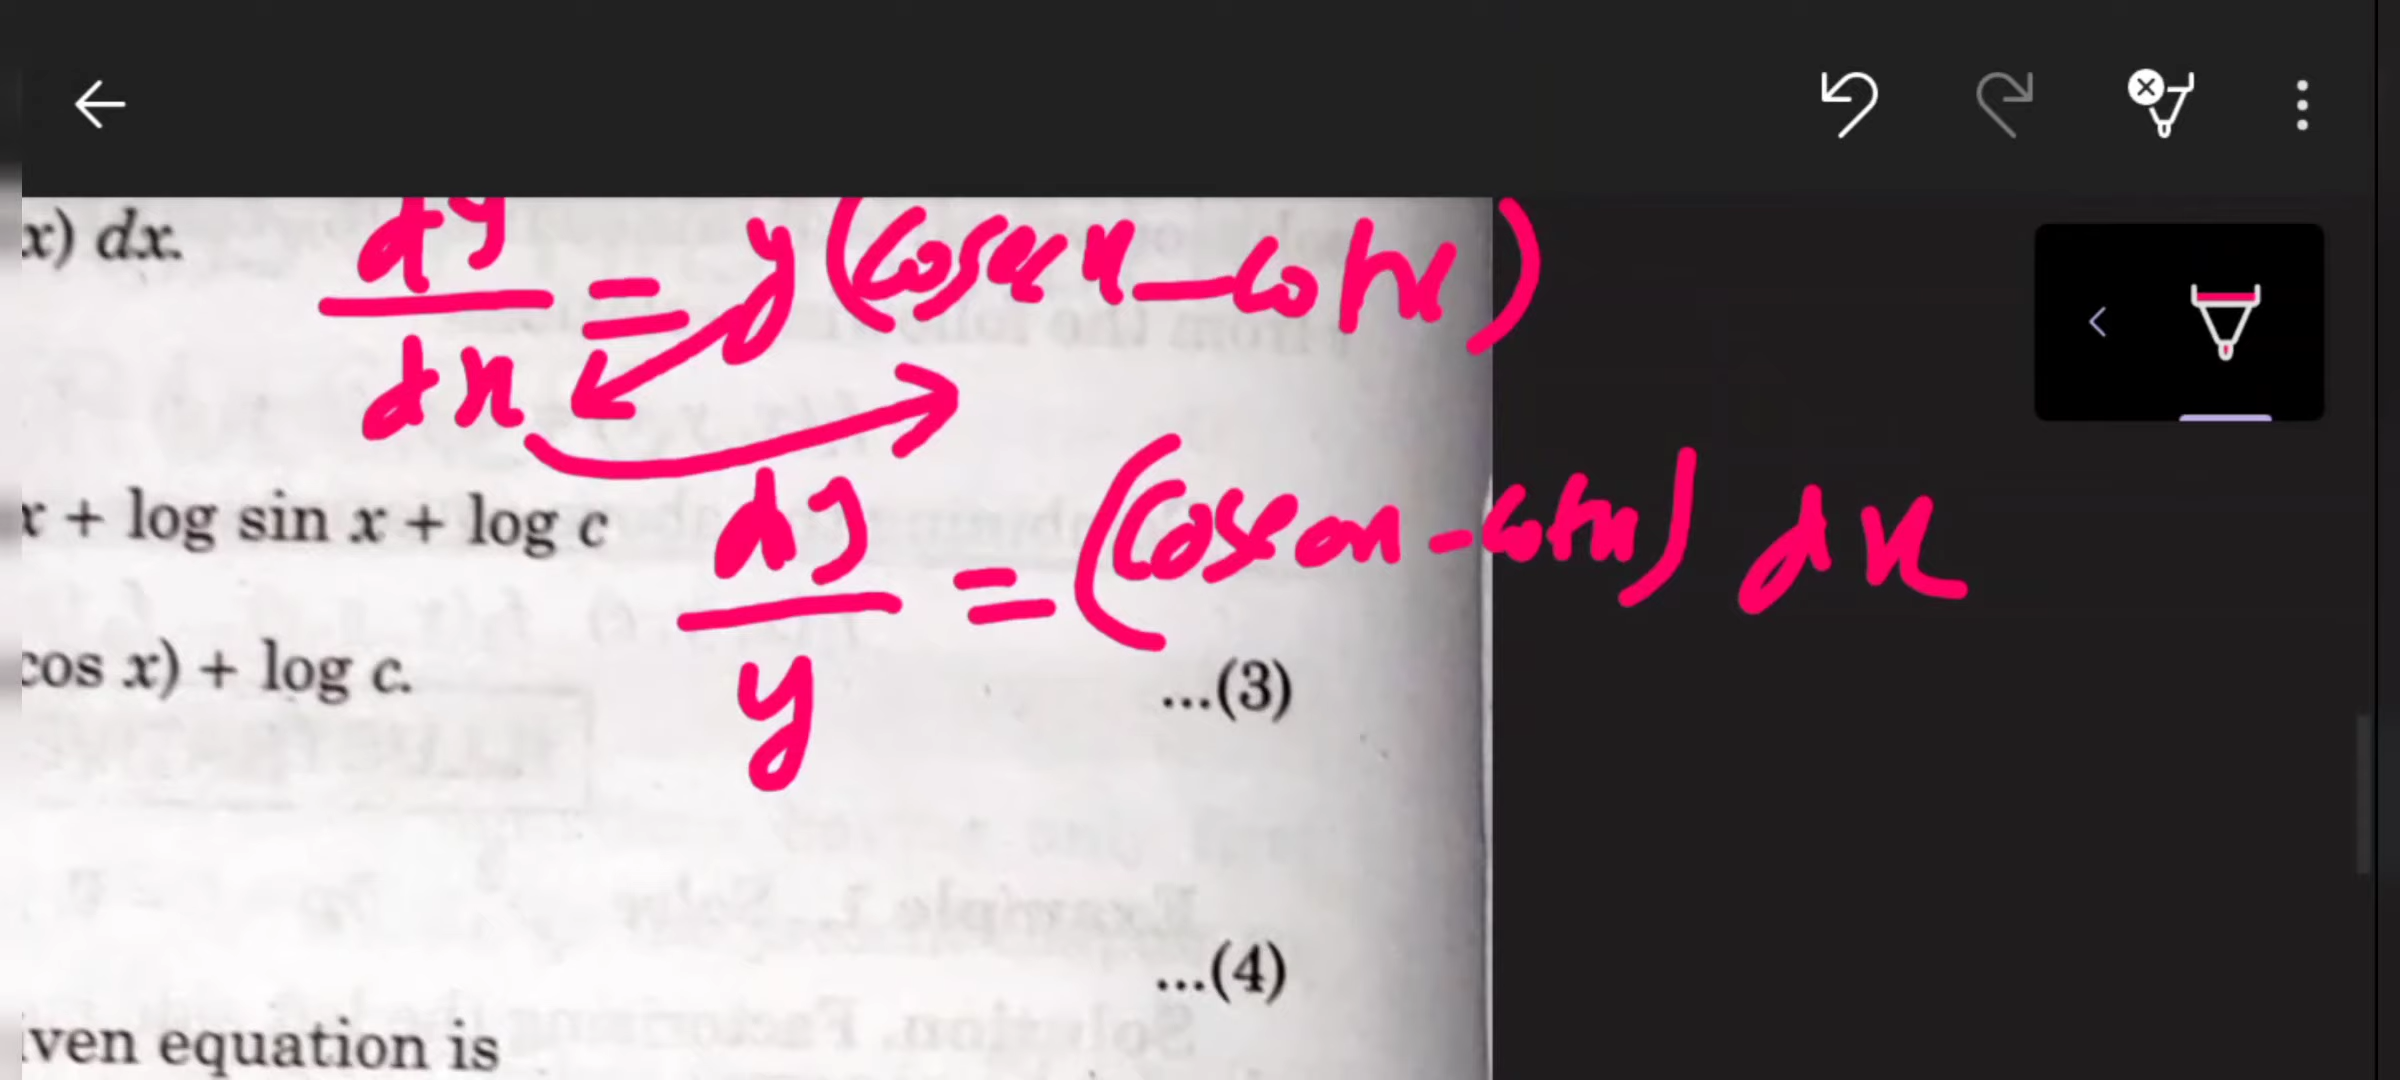 x) dx.
dy/dx = y(cosec x - cot x)
x + log sin x + log c
dy/y = (cosec x - cot x) dx
cos x) + log c.
...(3)
...(4)
ven equation is